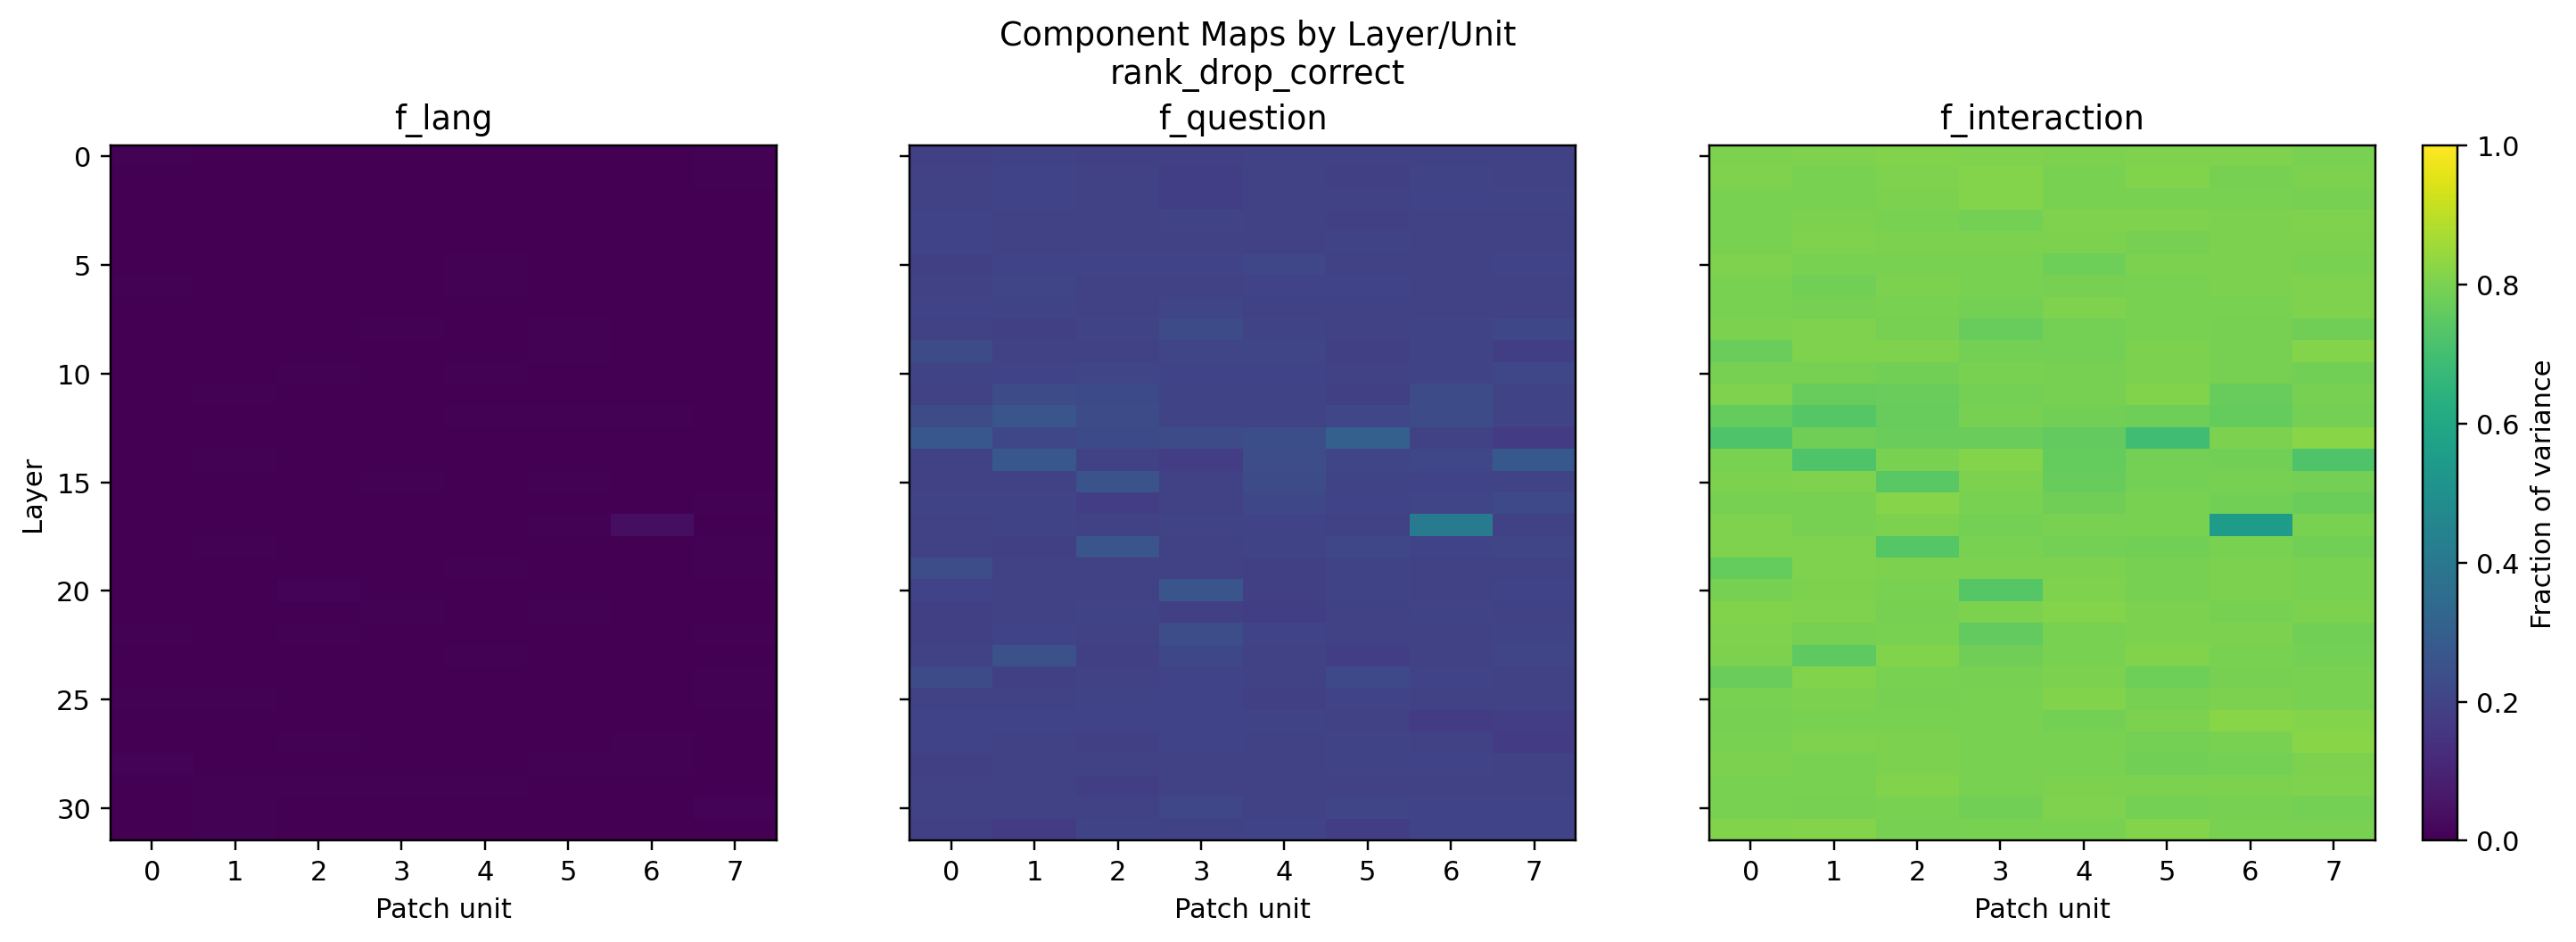 Component Maps by Layer/Unit
rank_drop_correct
f_lang
f_question
f_interaction
0
5
10
15
20
25
30
Layer
0 1 2 3 4 5 6 7
Patch unit
0 1 2 3 4 5 6 7
Patch unit
0 1 2 3 4 5 6 7
Patch unit
1.0
0.8
0.6
0.4
0.2
0.0
Fraction of variance